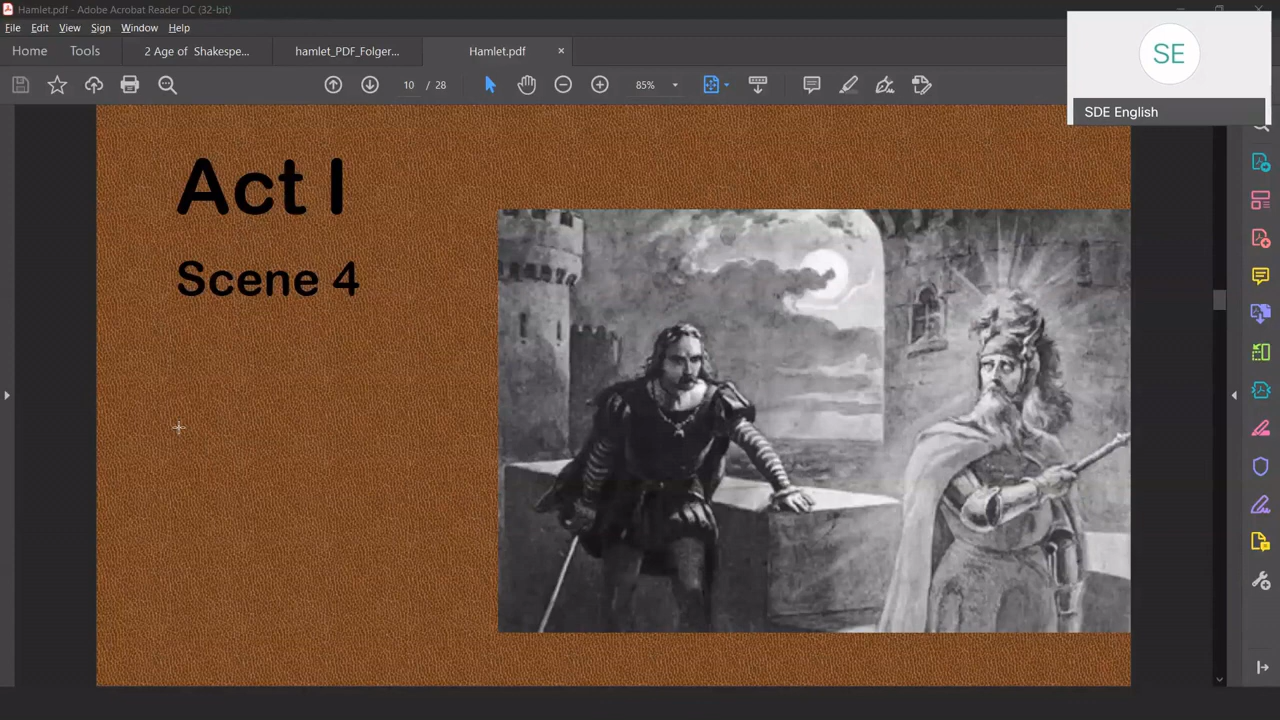 Hamlet.pdf - Adobe Acrobat Reader DC (32-bit)
File Edit View Sign Window Help
Home Tools 2 Age of Shakespe... hamlet_PDF_Folger... Hamlet.pdf
10 / 28 85%
SE
SDE English
Act I
Scene 4